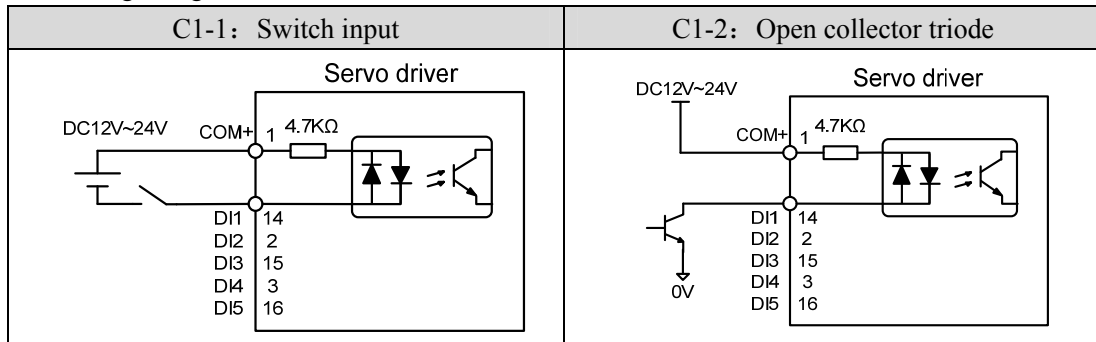 C1-1：Switch input
C1-2：Open collector triode
Servo driver
DC12V~24V
COM+
1
4.7KΩ
DI1 14
DI2 2
DI3 15
DI4 3
DI5 16
Servo driver
DC12V~24V
COM+
1
4.7KΩ
DI1 14
DI2 2
DI3 15
DI4 3
DI5 16
0V